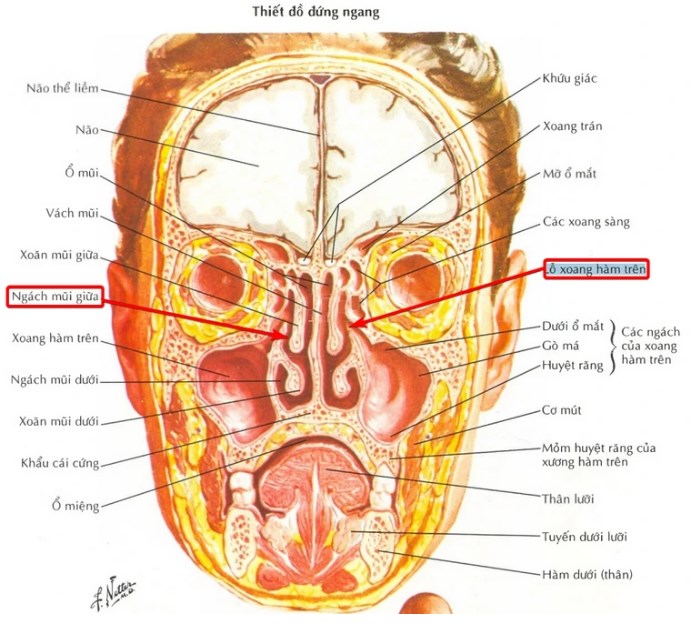 Thiết đồ đứng ngang
Não thể liềm
Não
Ổ mũi
Vách mũi
Xoăn mũi giữa
Ngách mũi giữa
Xoang hàm trên
Ngách mũi dưới
Xoăn mũi dưới
Khẩu cái cứng
Ổ miệng
Khứu giác
Xoang trán
Mỡ ổ mắt
Các xoang sàng
Lỗ xoang hàm trên
Dưới ổ mắt
Gò má
Huyệt răng
Các ngách
của xoang
hàm trên
Cơ mút
Mỏm huyệt răng của
xương hàm trên
Thân lưỡi
Tuyến dưới lưỡi
Hàm dưới (thân)
F. Netter
M.D.